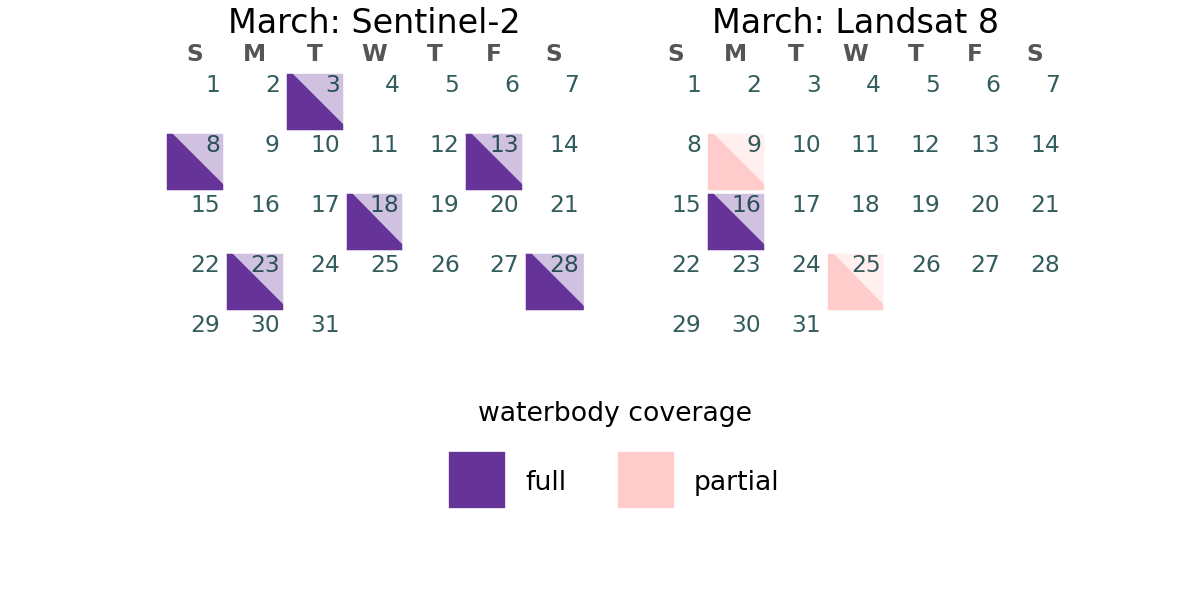 March: Sentinel-2
S M T W T F S
1 2 3 4 5 6 7
8 9 10 11 12 13 14
15 16 17 18 19 20 21
22 23 24 25 26 27 28
29 30 31
March: Landsat 8
S M T W T F S
1 2 3 4 5 6 7
8 9 10 11 12 13 14
15 16 17 18 19 20 21
22 23 24 25 26 27 28
29 30 31
waterbody coverage
full
partial